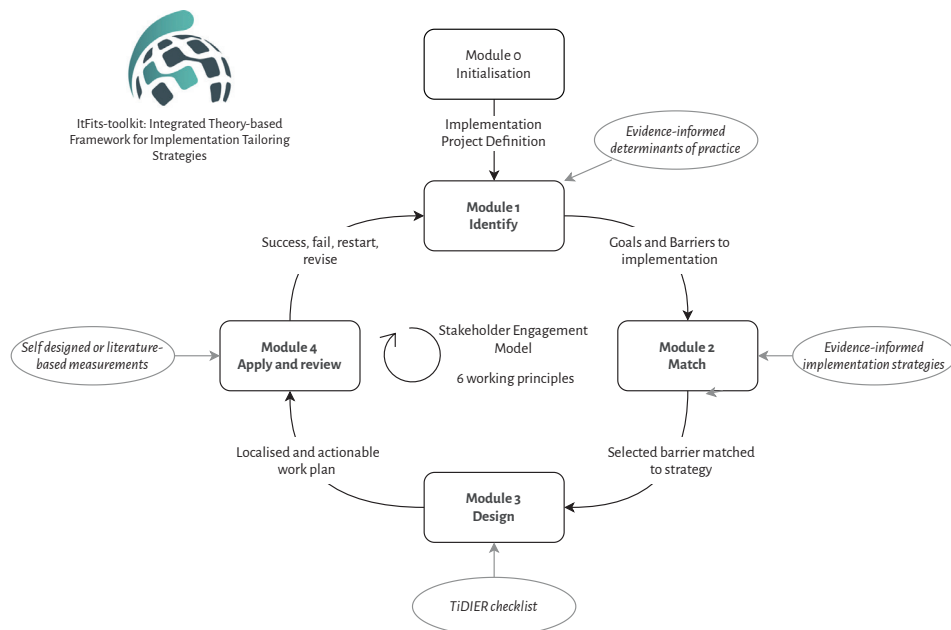 Module 0
Initialisation
ItFits-toolkit: Integrated Theory-based
Framework for Implementation Tailoring
Strategies
Implementation
Project Definition
Evidence-informed
determinants of practice
Module 1
Identify
Success, fail, restart,
revise
Goals and Barriers to
implementation
Self designed or literature-
based measurements
Module 4
Apply and review
Stakeholder Engagement
Model
6 working principles
Module 2
Match
Evidence-informed
implementation strategies
Localised and actionable
work plan
Selected barrier matched
to strategy
Module 3
Design
TiDIER checklist